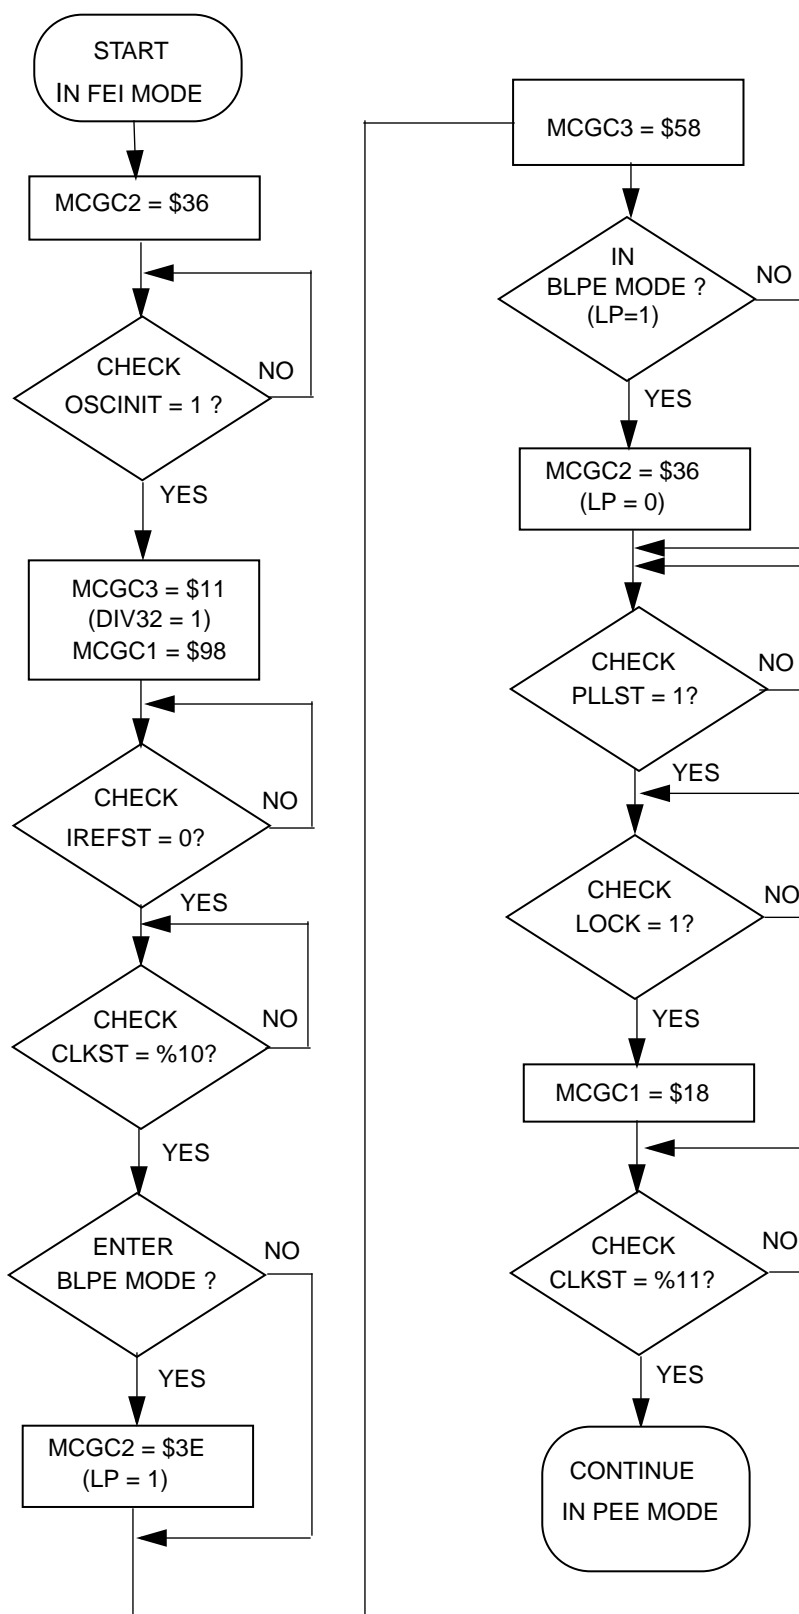 START
IN FEI MODE
MCGC2 = $36
CHECK
OSCINIT = 1 ?
NO
YES
MCGC3 = $11
(DIV32 = 1)
MCGC1 = $98
CHECK
IREFST = 0?
NO
YES
CHECK
CLKST = %10?
NO
YES
ENTER
BLPE MODE ?
NO
YES
MCGC2 = $3E
(LP = 1)
MCGC3 = $58
IN
BLPE MODE ?
(LP=1)
NO
YES
MCGC2 = $36
(LP = 0)
CHECK
PLLST = 1?
NO
YES
CHECK
LOCK = 1?
NO
YES
MCGC1 = $18
CHECK
CLKST = %11?
NO
YES
CONTINUE
IN PEE MODE